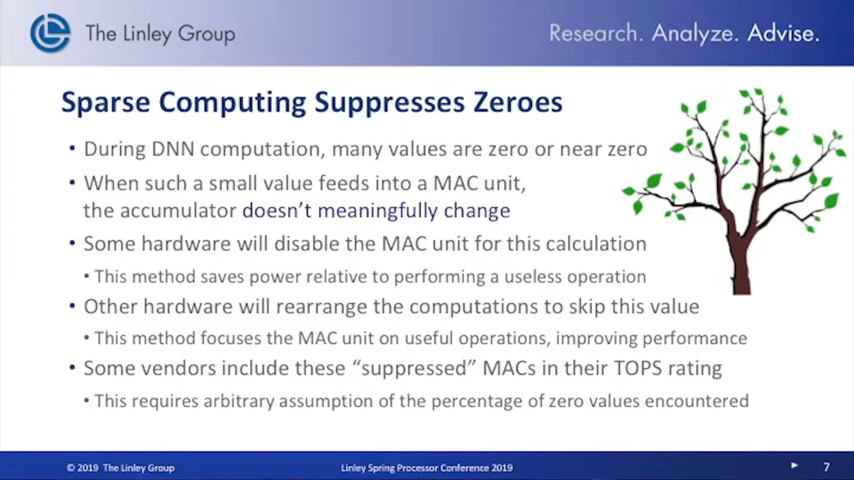 The Linley Group
Research. Analyze. Advise.
Sparse Computing Suppresses Zeroes
• During DNN computation, many values are zero or near zero
• When such a small value feeds into a MAC unit,
the accumulator doesn't meaningfully change
• Some hardware will disable the MAC unit for this calculation
• This method saves power relative to performing a useless operation
• Other hardware will rearrange the computations to skip this value
• This method focuses the MAC unit on useful operations, improving performance
• Some vendors include these “suppressed” MACs in their TOPS rating
• This requires arbitrary assumption of the percentage of zero values encountered
© 2019 The Linley Group
Linley Spring Processor Conference 2019
7